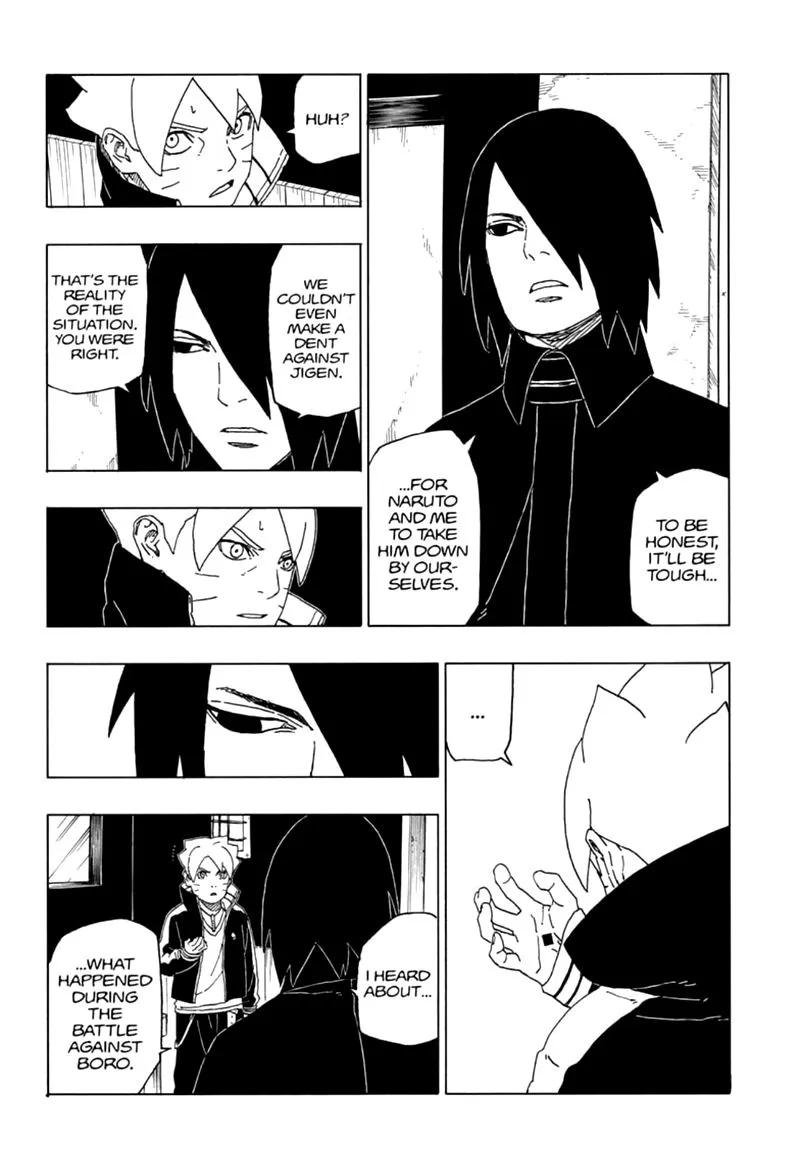 TO BE
HONEST,
IT'LL BE
TOUGH...
...FOR
NARUTO
AND ME
TO TAKE
HIM DOWN
BY OUR-
SELVES.
HUH?
WE
COULDN'T
EVEN
MAKE A
DENT
AGAINST
JIGEN.
THAT'S THE
REALITY
OF THE
SITUATION.
YOU WERE
RIGHT.
...
I HEARD
ABOUT...
...WHAT
HAPPENED
DURING
THE
BATTLE
AGAINST
BORO.